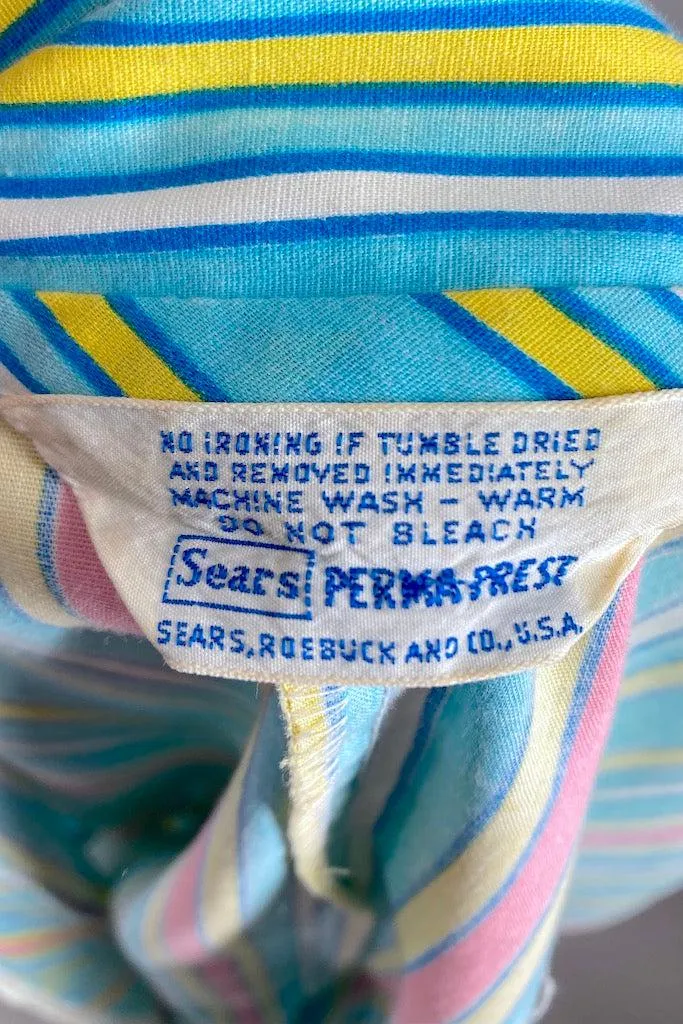 NO IRONING IF TUMBLE DRIED
AND REMOVED IMMEDIATELY
MACHINE WASH - WARM
DO NOT BLEACH
Sears PERMA-PREST
SEARS, ROEBUCK AND CO., U.S.A.